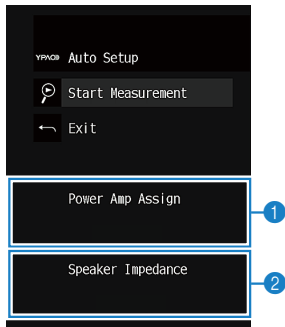 YPAO Auto Setup
Start Measurement
Exit
Power Amp Assign
1
Speaker Impedance
2